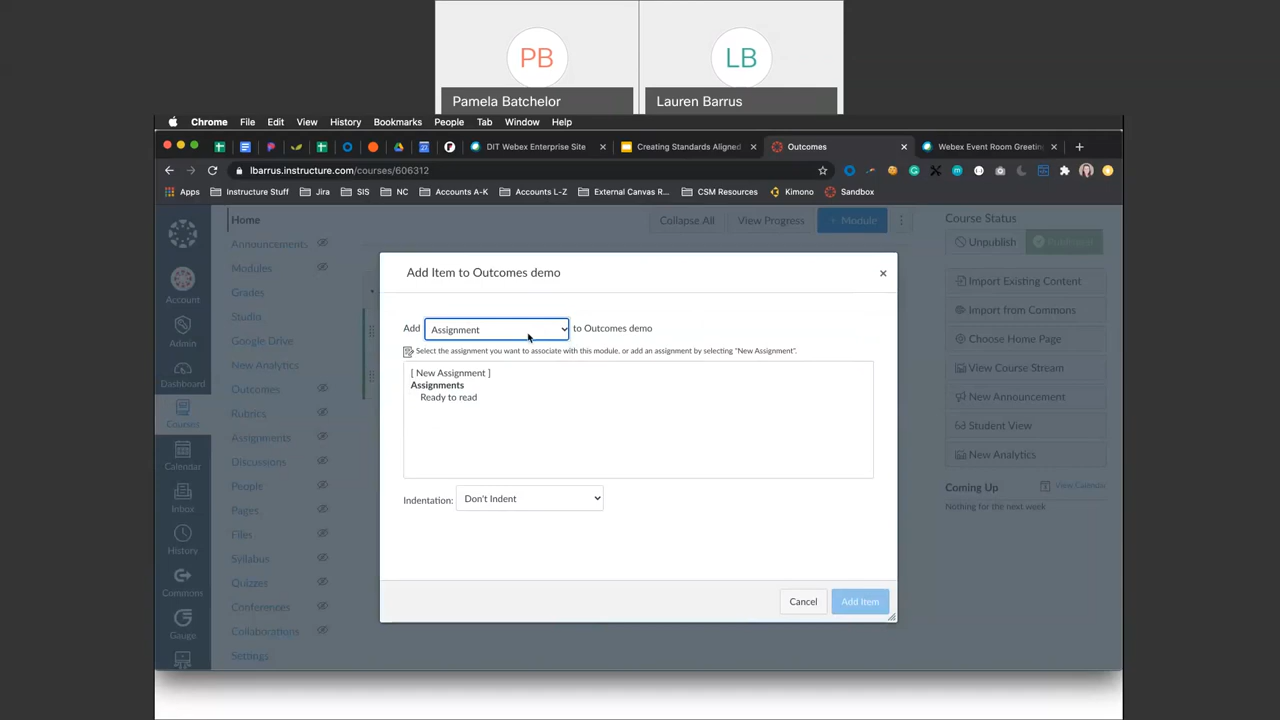 PB
LB
Pamela Batchelor
Lauren Barrus
Chrome File Edit View History Bookmarks People Tab Window Help
DIT Webex Enterprise Site
Creating Standards Aligned
Outcomes
Webex Event Room Greeting
lbarrus.instructure.com/courses/606312
Apps Instructure Stuff Jira SIS NC Accounts A-K Accounts L-Z External Canvas R... CSM Resources Kimono Sandbox
Account
Admin
Dashboard
Courses
Calendar
Inbox
History
Commons
Gauge
Home
Announcements
Modules
Grades
Studio
Google Drive
New Analytics
Outcomes
Rubrics
Assignments
Discussions
People
Pages
Files
Syllabus
Quizzes
Conferences
Collaborations
Settings
Collapse All
View Progress
+ Module
Add Item to Outcomes demo
Add Assignment to Outcomes demo
Select the assignment you want to associate with this module, or add an assignment by selecting "New Assignment".
[ New Assignment ]
Assignments
Ready to read
Indentation: Don't Indent
Cancel
Add Item
Course Status
Unpublish
Import Existing Content
Import from Commons
Choose Home Page
View Course Stream
New Announcement
Student View
New Analytics
Coming Up
View Calendar
Nothing for the next week